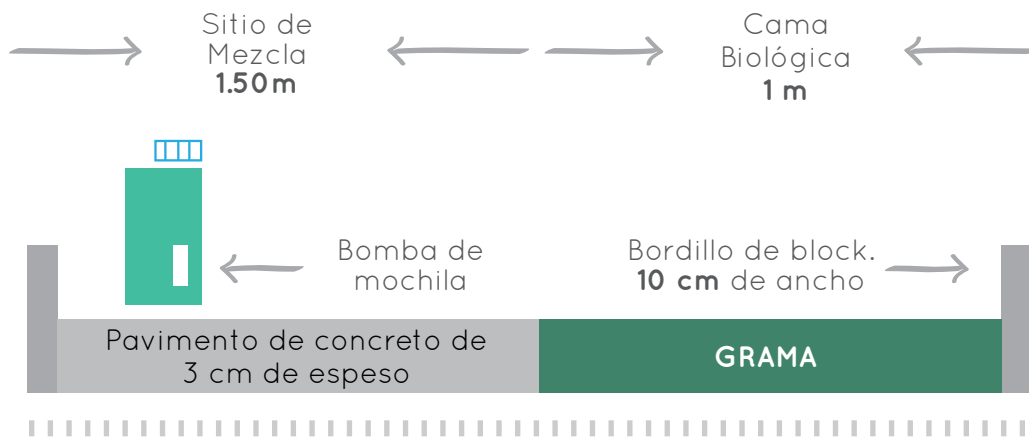 Sitio de
Mezcla
1.50 m
Cama
Biológica
1 m
Bomba de
mochila
Bordillo de block.
10 cm de ancho
Pavimento de concreto de
3 cm de espeso
GRAMA